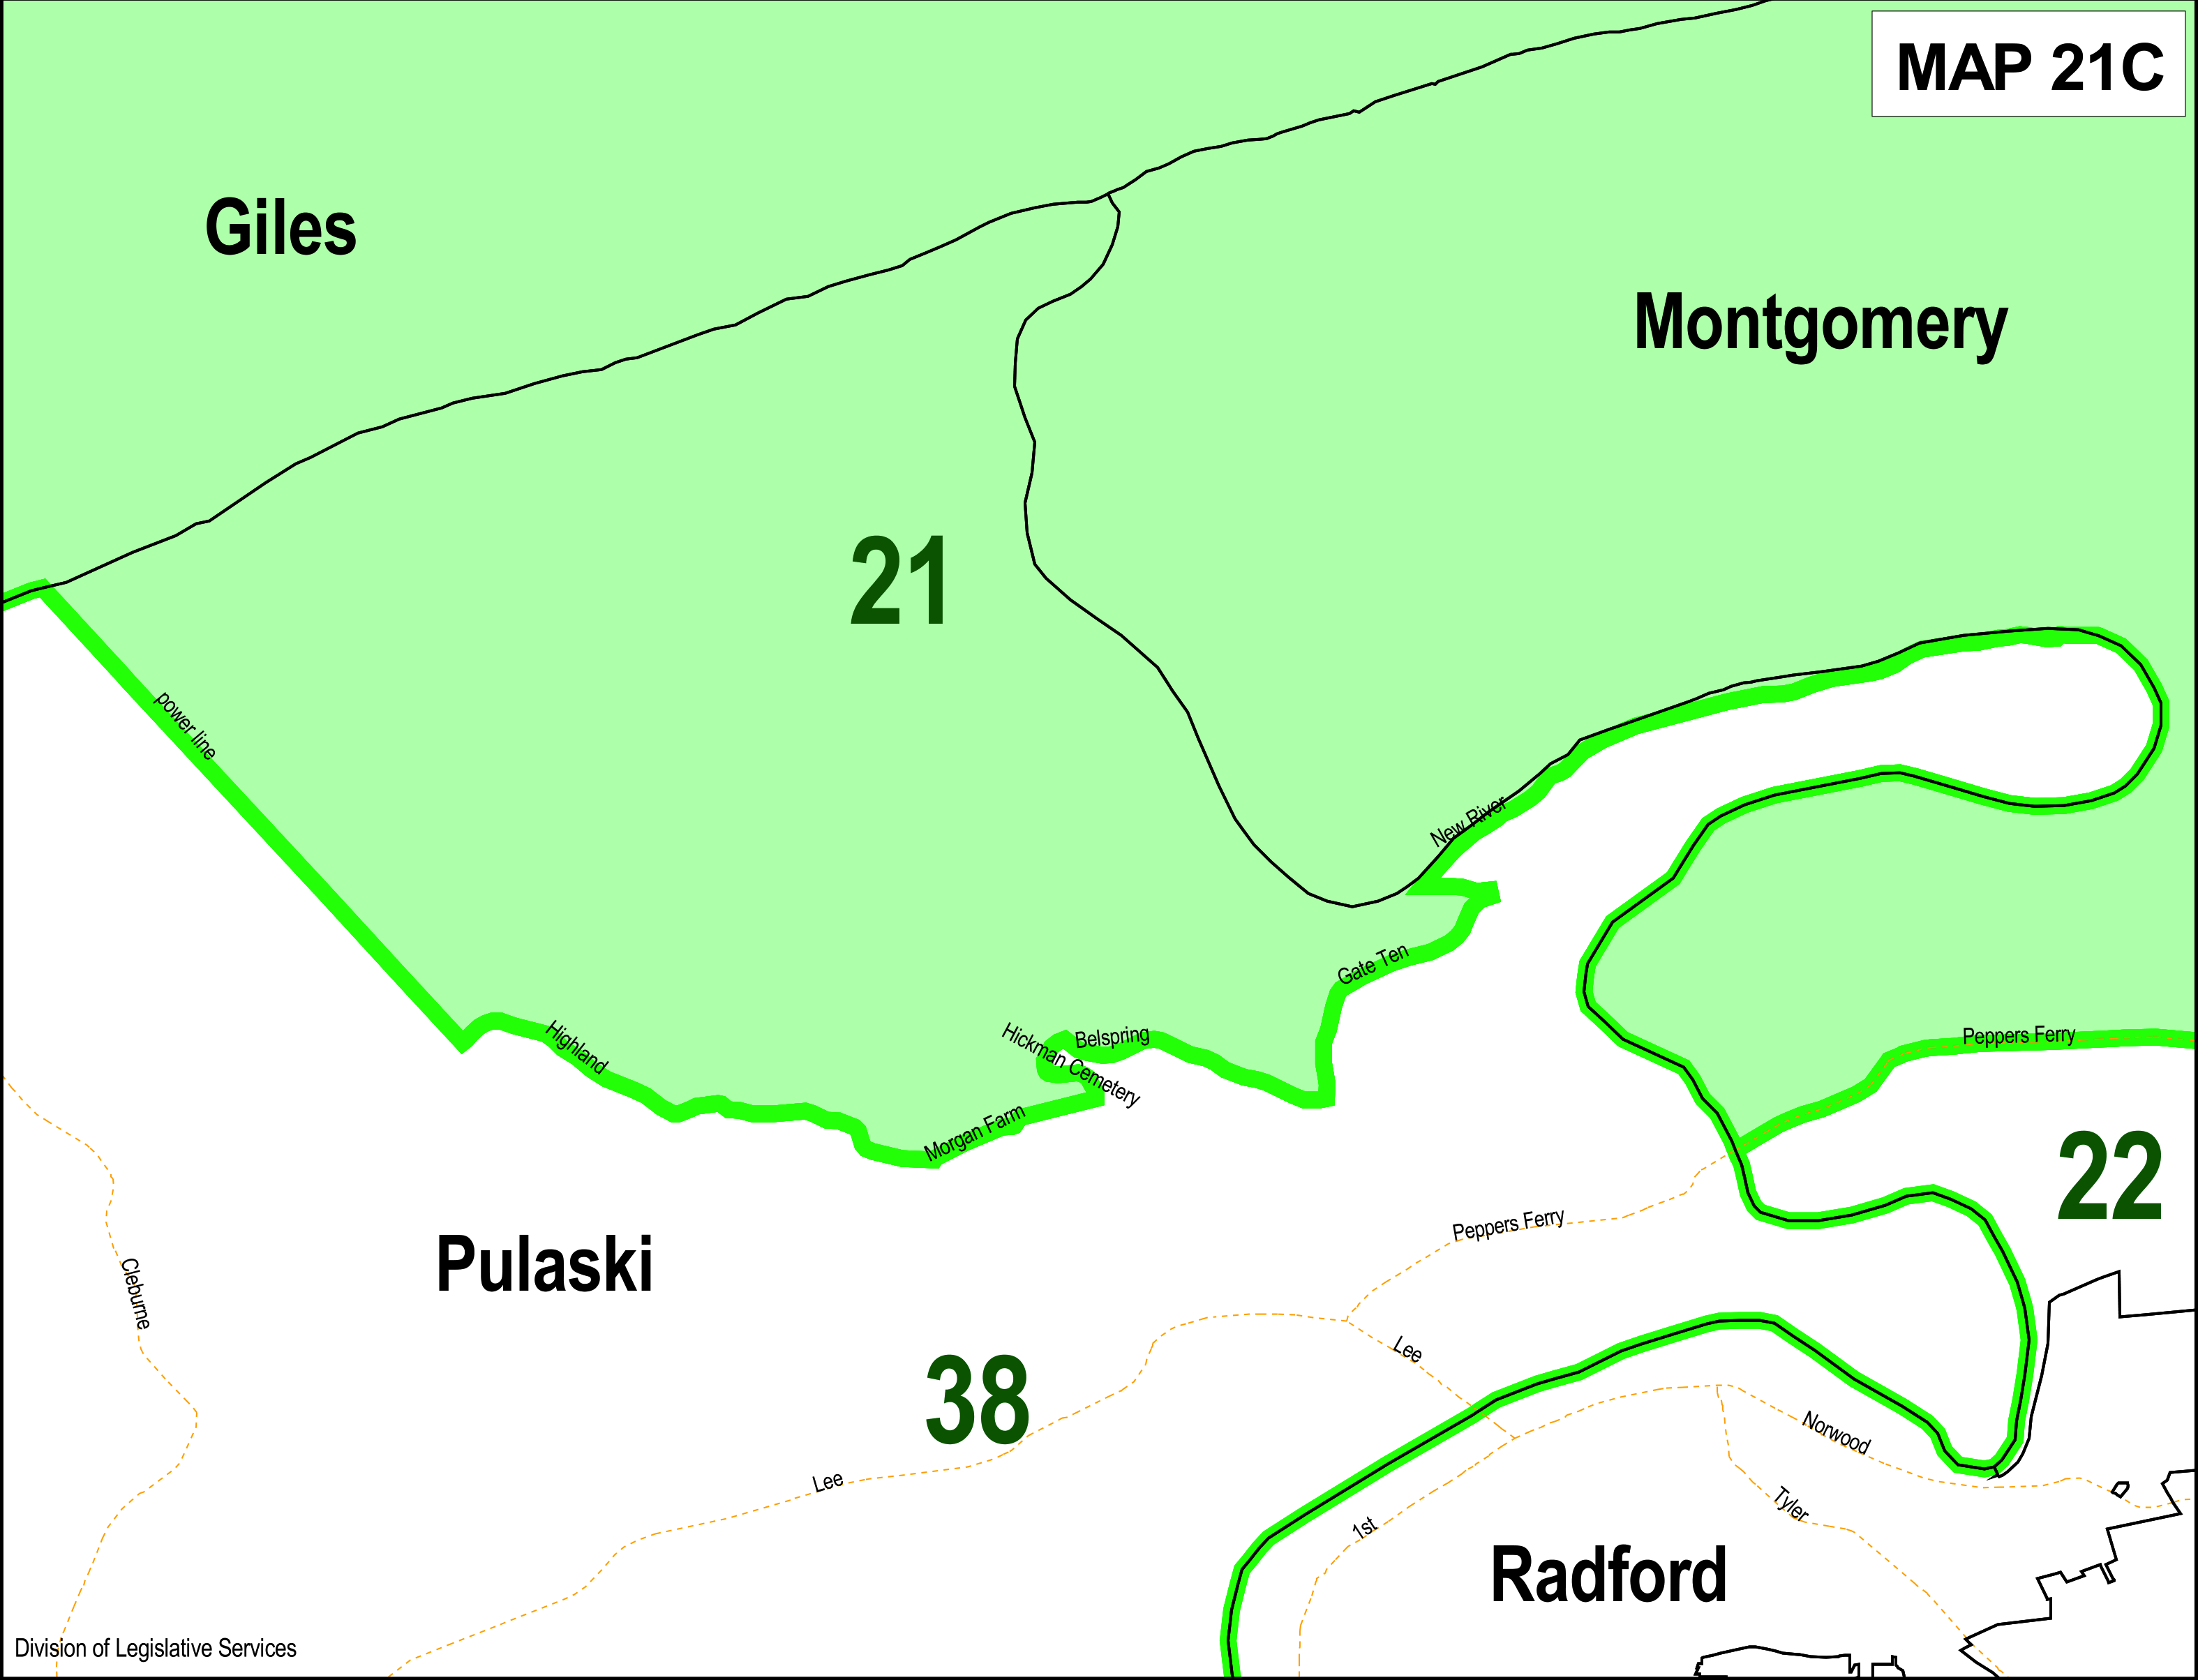 MAP 21C
Giles
Montgomery
21
power line
New River
Gate Ten
Highland
Hickman Cemetery
Belspring
Peppers Ferry
Morgan Farm
22
Peppers Ferry
Pulaski
Cleburne
Lee
38
Norwood
Lee
Tyler
1st
Radford
Division of Legislative Services